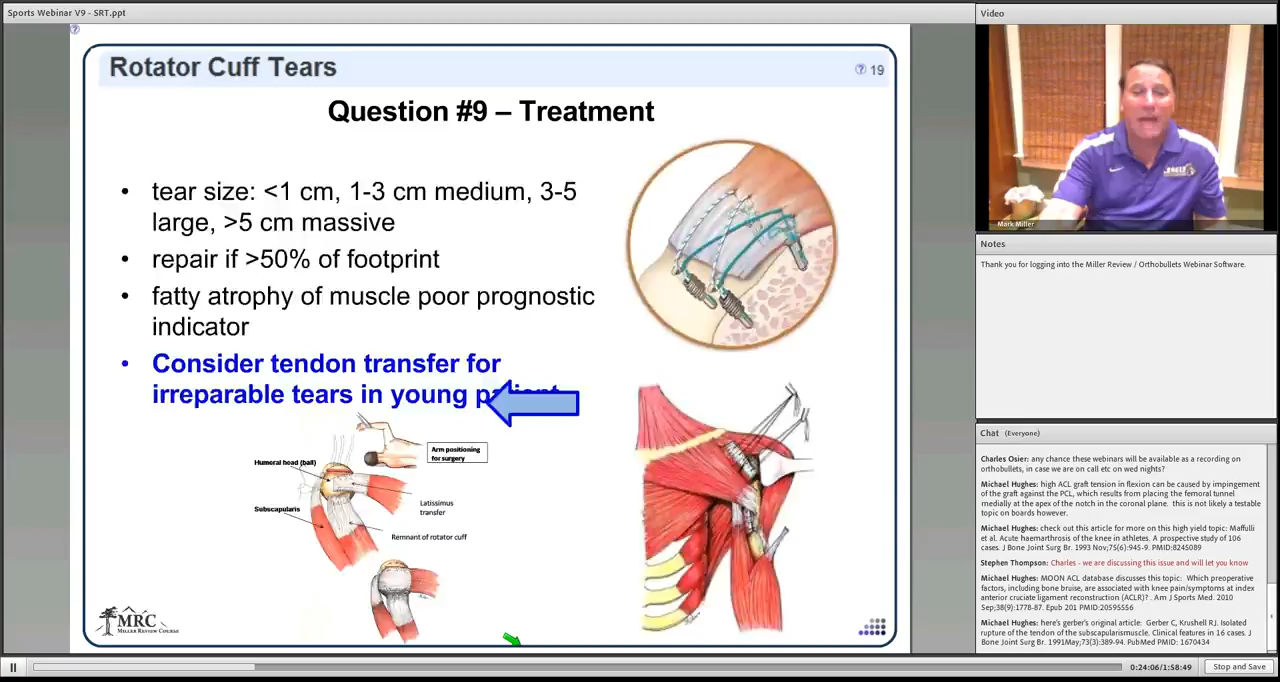 Sports Webinar V9 - SRT.ppt
Rotator Cuff Tears
19
Question #9 – Treatment
• tear size: <1 cm, 1-3 cm medium, 3-5
large, >5 cm massive
• repair if >50% of footprint
• fatty atrophy of muscle poor prognostic
indicator
• Consider tendon transfer for
irreparable tears in young patient
Arm positioning
for surgery
Humeral head (ball)
Latissimus
transfer
Subscapularis
Remnant of rotator cuff
MRC
MILLER REVIEW COURSE
Video
Mark Miller
Notes
Thank you for logging into the Miller Review / Orthobullets Webinar Software.
Chat (Everyone)
Charles Osier: any chance these webinars will be available as a recording on
orthobullets, in case we are on call etc on wed nights?
Michael Hughes: high ACL graft tension in flexion can be caused by impingement
of the graft against the PCL, which results from placing the femoral tunnel
medially at the apex of the notch in the coronal plane. this is not likely a testable
topic on boards however.
Michael Hughes: check out this article for more on this high yield topic: Maffulli
et al. Acute haemarthrosis of the knee in athletes. A prospective study of 106
cases. J Bone Joint Surg Br. 1993 Nov;75(6):945-9. PMID:8245089
Stephen Thompson: Charles - we are discussing this issue and will let you know
Michael Hughes: MOON ACL database discusses this topic: Which preoperative
factors, including bone bruise, are associated with knee pain/symptoms at index
anterior cruciate ligament reconstruction (ACLR)? . Am J Sports Med. 2010
Sep;38(9):1778-87. Epub 201 PMID:20595556
Michael Hughes: here's gerber's original article: Gerber C, Krushell RJ. Isolated
rupture of the tendon of the subscapularismuscle. Clinical features in 16 cases. J
Bone Joint Surg Br. 1991May;73(3):389-94. PubMed PMID: 1670434
0:24:06/1:58:49
Stop and Save